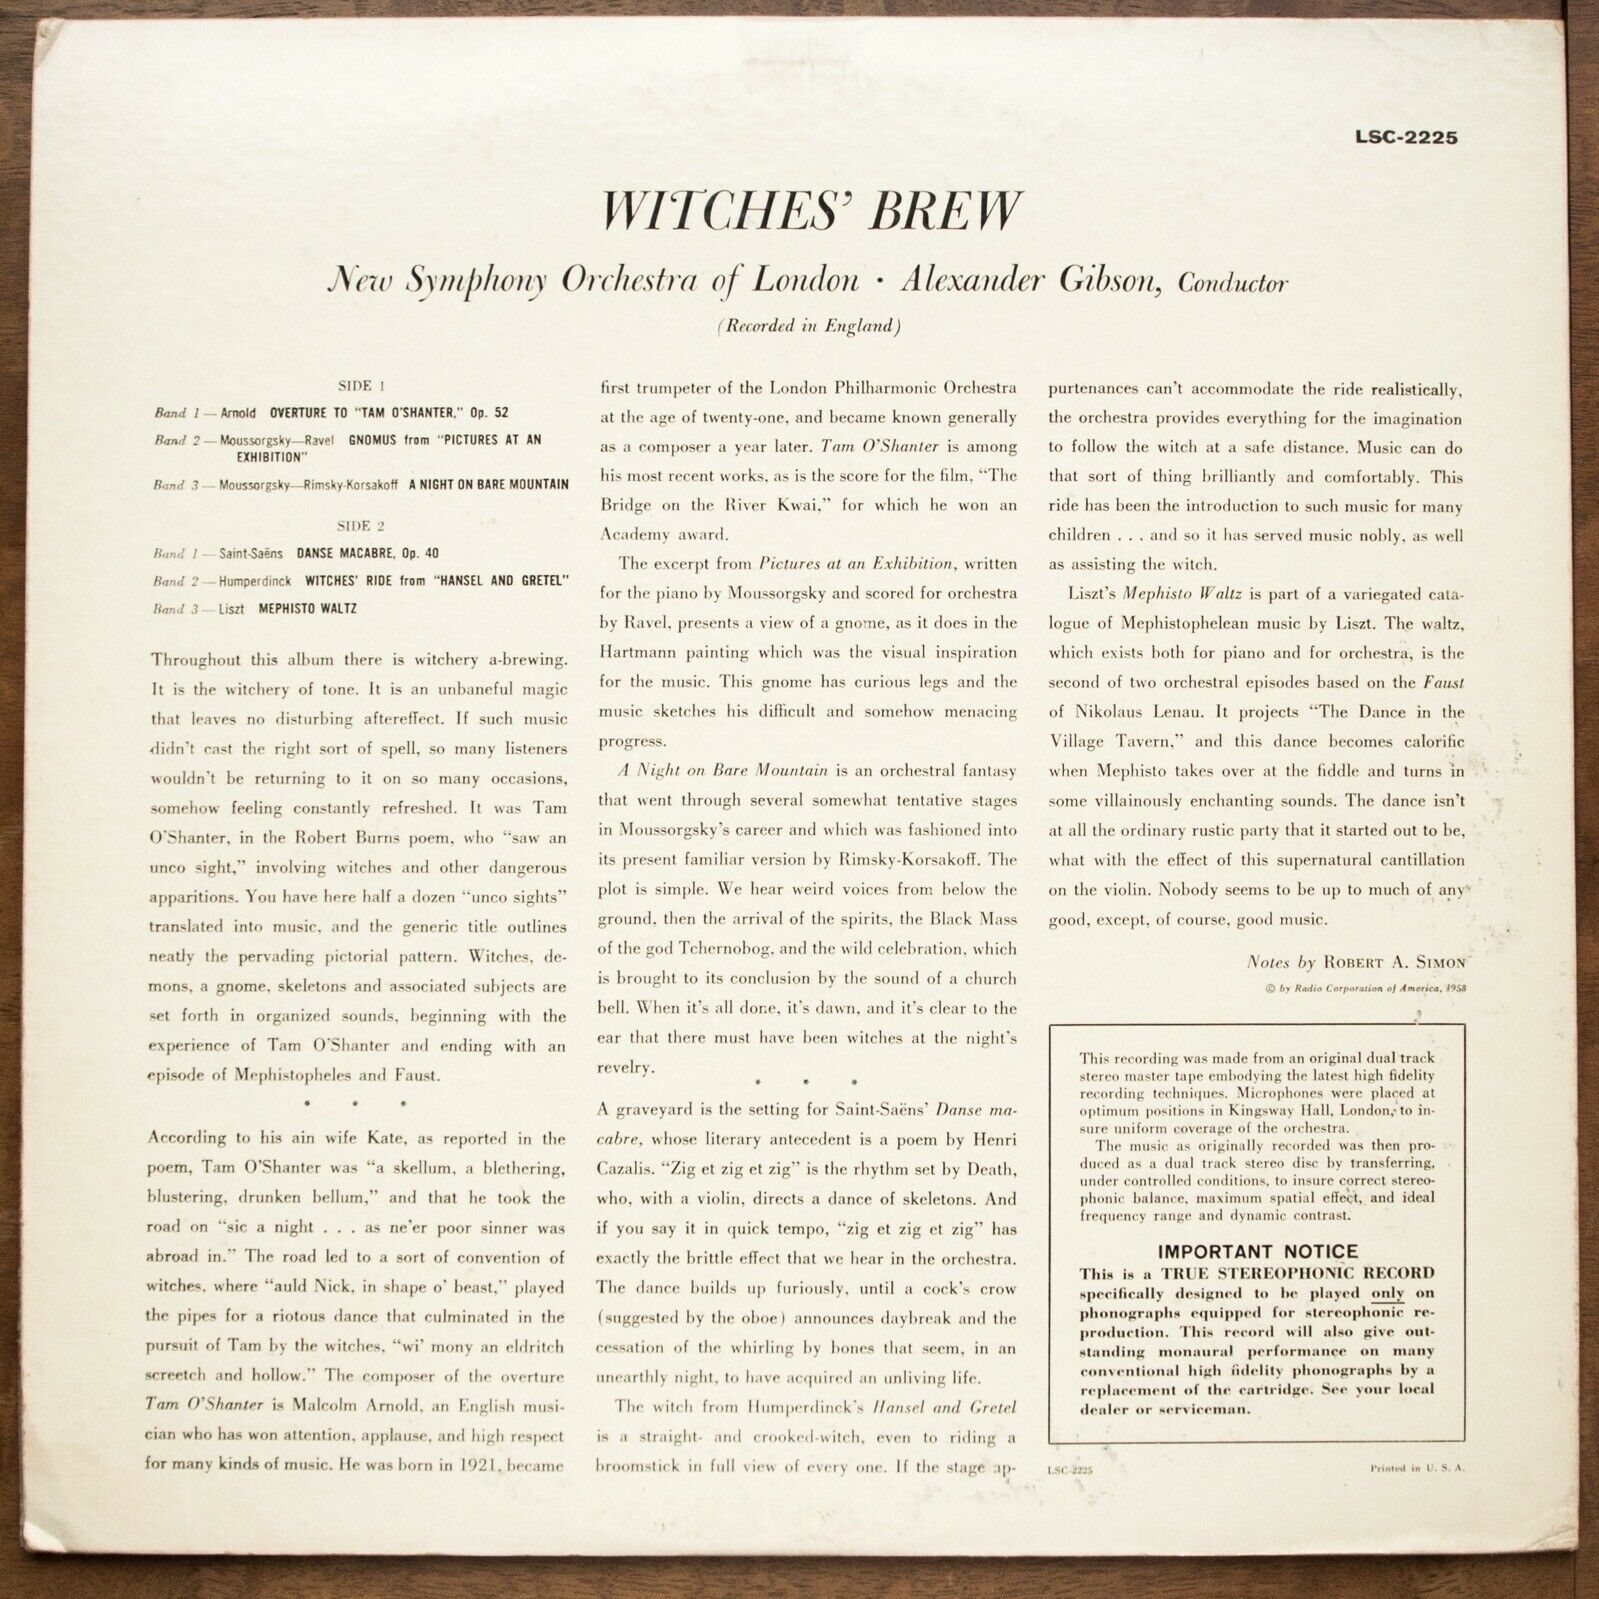 LSC-2225
WITCHES' BREW
New Symphony Orchestra of London · Alexander Gibson, Conductor
(Recorded in England)
SIDE 1
Band 1 — Arnold OVERTURE TO "TAM O'SHANTER," Op. 52
Band 2 — Moussorgsky—Ravel GNOMUS from "PICTURES AT AN
EXHIBITION"
Band 3 — Moussorgsky—Rimsky-Korsakoff A NIGHT ON BARE MOUNTAIN
SIDE 2
Band 1 — Saint-Saëns DANSE MACABRE, Op. 40
Band 2 — Humperdinck WITCHES' RIDE from "HANSEL AND GRETEL"
Band 3 — Liszt MEPHISTO WALTZ
Throughout this album there is witchery a-brewing.
It is the witchery of tone. It is an unbaneful magic
that leaves no disturbing aftereffect. If such music
didn't cast the right sort of spell, so many listeners
wouldn't be returning to it on so many occasions,
somehow feeling constantly refreshed. It was Tam
O'Shanter, in the Robert Burns poem, who "saw an
unco sight," involving witches and other dangerous
apparitions. You have here half a dozen "unco sights"
translated into music, and the generic title outlines
neatly the pervading pictorial pattern. Witches, de-
mons, a gnome, skeletons and associated subjects are
set forth in organized sounds, beginning with the
experience of Tam O'Shanter and ending with an
episode of Mephistopheles and Faust.
* * *
According to his ain wife Kate, as reported in the
poem, Tam O'Shanter was "a skellum, a blethering,
blustering, drunken bellum," and that he took the
road on "sic a night . . . as ne'er poor sinner was
abroad in." The road led to a sort of convention of
witches, where "auld Nick, in shape o' beast," played
the pipes for a riotous dance that culminated in the
pursuit of Tam by the witches, "wi' mony an eldritch
screetch and hollow." The composer of the overture
Tam O'Shanter is Malcolm Arnold, an English musi-
cian who has won attention, applause, and high respect
for many kinds of music. He was born in 1921, became
first trumpeter of the London Philharmonic Orchestra
at the age of twenty-one, and became known generally
as a composer a year later. Tam O'Shanter is among
his most recent works, as is the score for the film, "The
Bridge on the River Kwai," for which he won an
Academy award.
The excerpt from Pictures at an Exhibition, written
for the piano by Moussorgsky and scored for orchestra
by Ravel, presents a view of a gnome, as it does in the
Hartmann painting which was the visual inspiration
for the music. This gnome has curious legs and the
music sketches his difficult and somehow menacing
progress.
A Night on Bare Mountain is an orchestral fantasy
that went through several somewhat tentative stages
in Moussorgsky's career and which was fashioned into
its present familiar version by Rimsky-Korsakoff. The
plot is simple. We hear weird voices from below the
ground, then the arrival of the spirits, the Black Mass
of the god Tchernobog, and the wild celebration, which
is brought to its conclusion by the sound of a church
bell. When it's all done, it's dawn, and it's clear to the
ear that there must have been witches at the night's
revelry.
* * *
A graveyard is the setting for Saint-Saëns' Danse ma-
cabre, whose literary antecedent is a poem by Henri
Cazalis. "Zig et zig et zig" is the rhythm set by Death,
who, with a violin, directs a dance of skeletons. And
if you say it in quick tempo, "zig et zig et zig" has
exactly the brittle effect that we hear in the orchestra.
The dance builds up furiously, until a cock's crow
(suggested by the oboe) announces daybreak and the
cessation of the whirling by bones that seem, in an
unearthly night, to have acquired an unliving life.
The witch from Humperdinck's Hansel and Gretel
is a straight- and crooked-witch, even to riding a
broomstick in full view of every one. If the stage ap-
purtenances can't accommodate the ride realistically,
the orchestra provides everything for the imagination
to follow the witch at a safe distance. Music can do
that sort of thing brilliantly and comfortably. This
ride has been the introduction to such music for many
children . . . and so it has served music nobly, as well
as assisting the witch.
Liszt's Mephisto Waltz is part of a variegated cata-
logue of Mephistophelean music by Liszt. The waltz,
which exists both for piano and for orchestra, is the
second of two orchestral episodes based on the Faust
of Nikolaus Lenau. It projects "The Dance in the
Village Tavern," and this dance becomes calorific
when Mephisto takes over at the fiddle and turns in
some villainously enchanting sounds. The dance isn't
at all the ordinary rustic party that it started out to be,
what with the effect of this supernatural cantillation
on the violin. Nobody seems to be up to much of any
good, except, of course, good music.
Notes by ROBERT A. SIMON
© by Radio Corporation of America, 1958
This recording was made from an original dual track
stereo master tape embodying the latest high fidelity
recording techniques. Microphones were placed at
optimum positions in Kingsway Hall, London, to in-
sure uniform coverage of the orchestra.
The music as originally recorded was then pro-
duced as a dual track stereo disc by transferring,
under controlled conditions, to insure correct stereo-
phonic balance, maximum spatial effect, and ideal
frequency range and dynamic contrast.
IMPORTANT NOTICE
This is a TRUE STEREOPHONIC RECORD
specifically designed to be played only on
phonographs equipped for stereophonic re-
production. This record will also give out-
standing monaural performance on many
conventional high fidelity phonographs by a
replacement of the cartridge. See your local
dealer or serviceman.
LSC-2225
Printed in U. S. A.